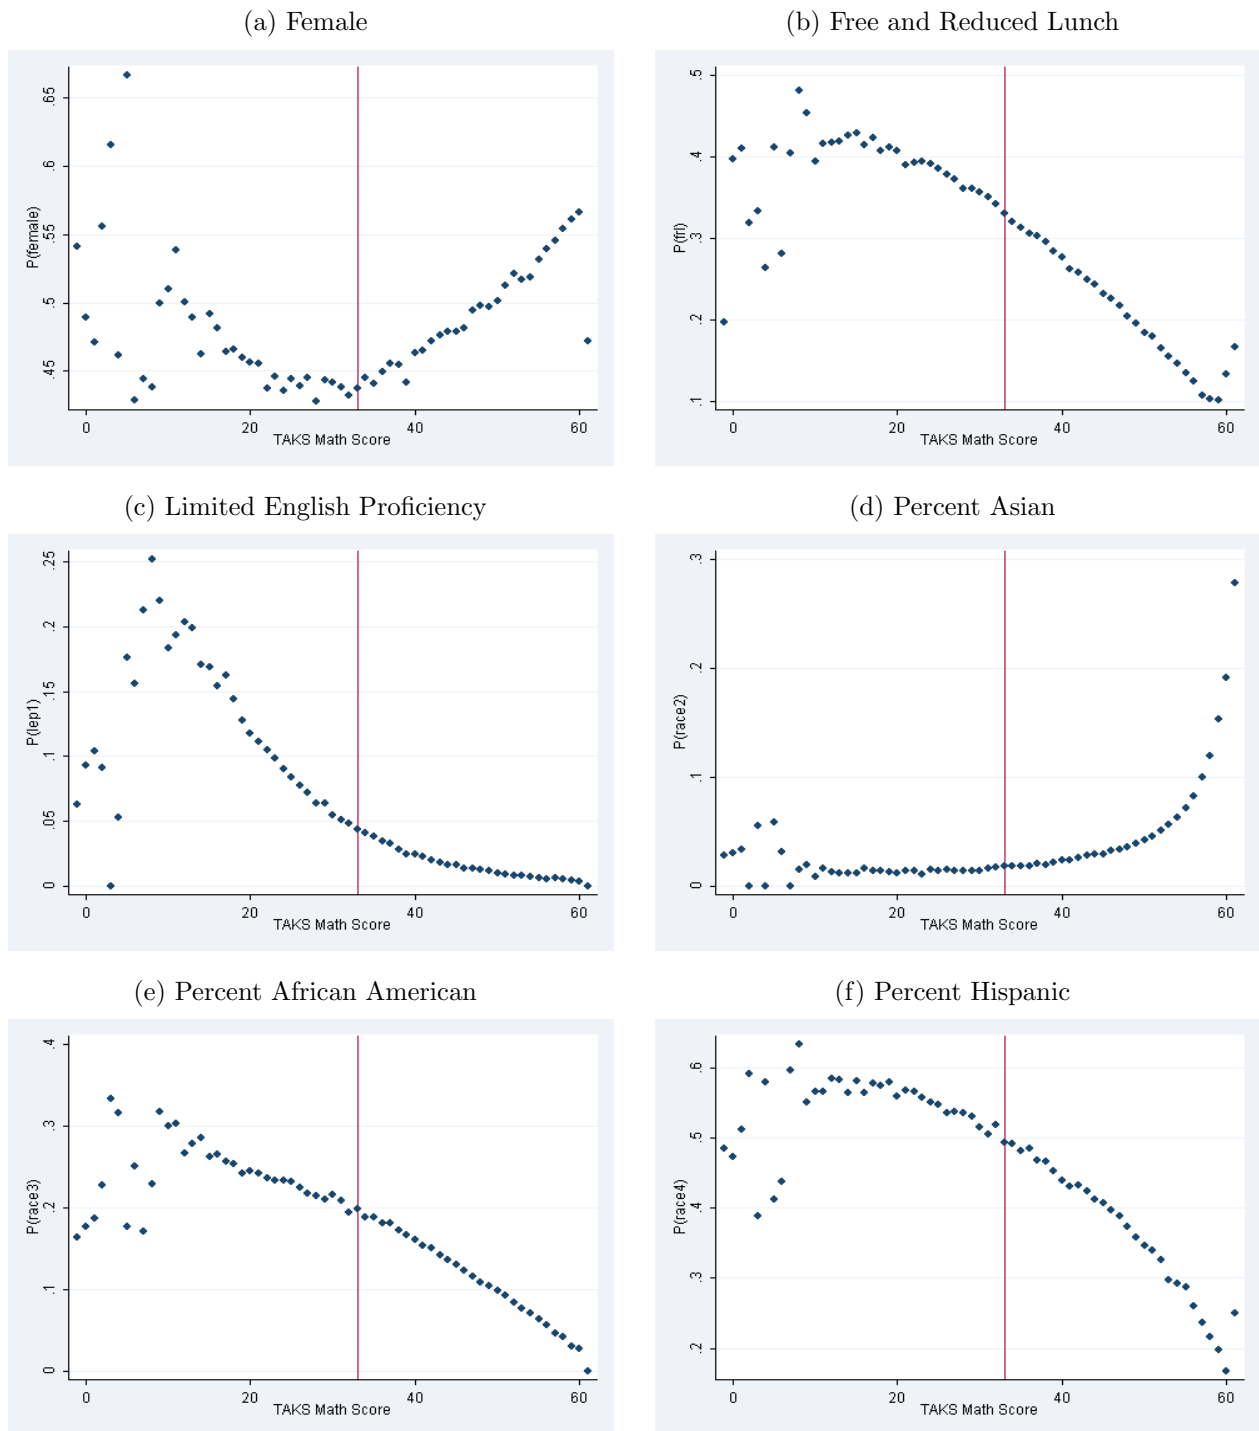 (a) Female
.65
.6
.55
.5
.45
P(female)
0 20 40 60
TAKS Math Score
(b) Free and Reduced Lunch
.5
.4
.3
.2
.1
P(frl)
0 20 40 60
TAKS Math Score
(c) Limited English Proficiency
.25
.2
.15
.1
.05
0
P(lep1)
0 20 40 60
TAKS Math Score
(d) Percent Asian
.3
.2
.1
0
P(race2)
0 20 40 60
TAKS Math Score
(e) Percent African American
.4
.3
.2
.1
0
P(race3)
0 20 40 60
TAKS Math Score
(f) Percent Hispanic
.6
.5
.4
.3
.2
P(race4)
0 20 40 60
TAKS Math Score